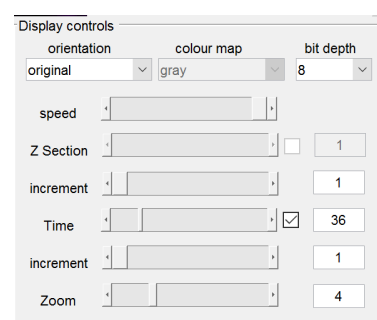 Display controls
orientation colour map bit depth
original gray 8
speed
Z Section 1
increment 1
Time 36
increment 1
Zoom 4